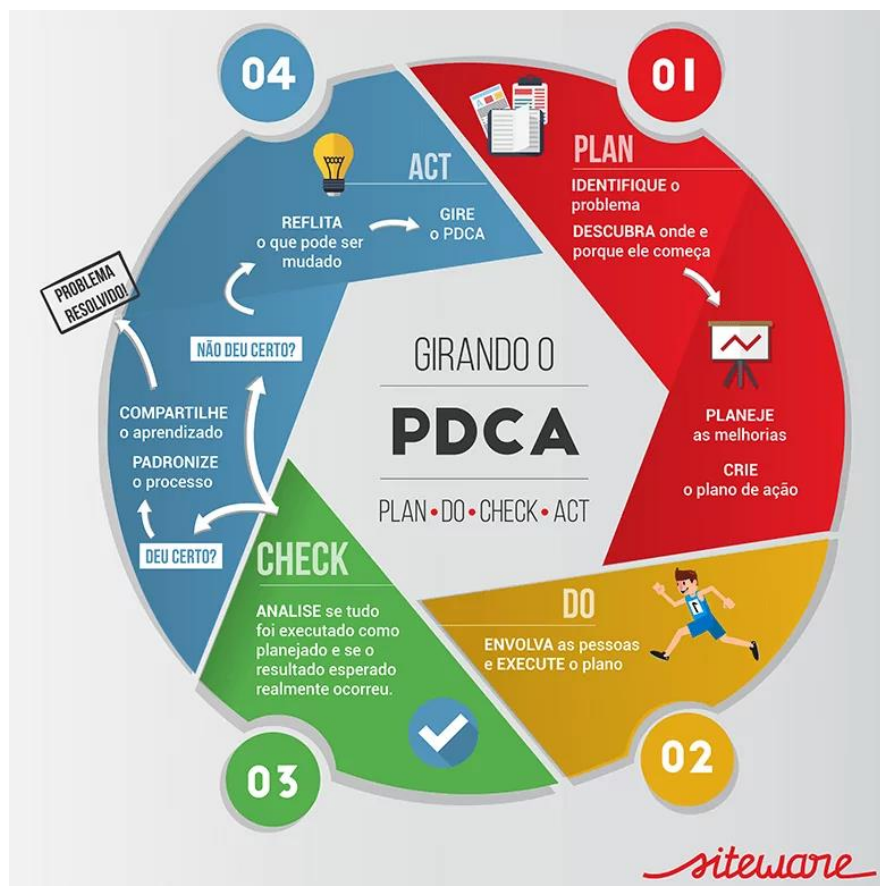 01
PLAN
IDENTIFIQUE o
problema
DESCUBRA onde e
porque ele começa
PLANEJE
as melhorias
CRIE
o plano de ação
02
DO
ENVOLVA as pessoas
e EXECUTE o plano
03
CHECK
ANALISE se tudo
foi executado como
planejado e se o
resultado esperado
realmente ocorreu.
04
ACT
DEU CERTO?
PADRONIZE
o processo
COMPARTILHE
o aprendizado
PROBLEMA
RESOLVIDO!
NÃO DEU CERTO?
REFLITA
o que pode ser
mudado
GIRE
o PDCA
GIRANDO O
PDCA
PLAN•DO•CHECK•ACT
siteware